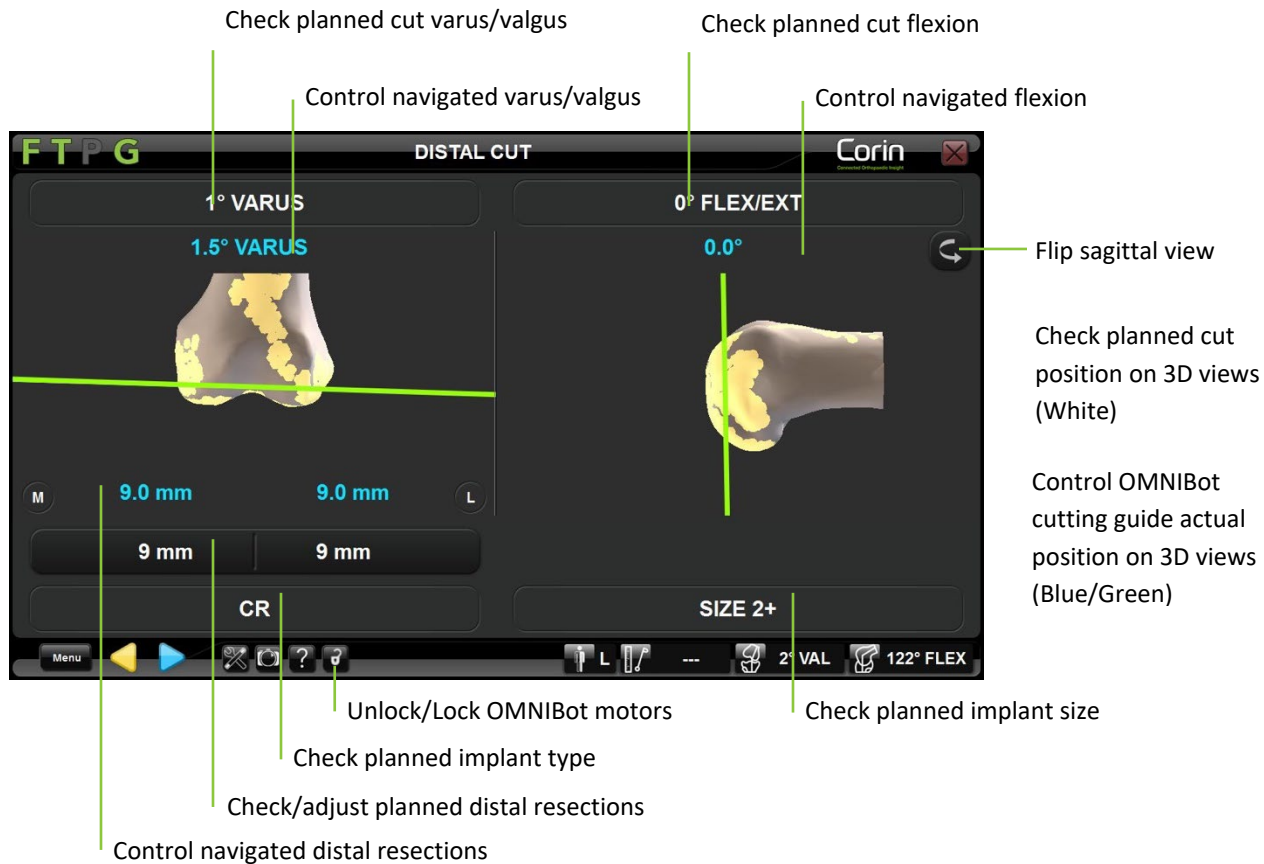 Check planned cut varus/valgus
Check planned cut flexion
Control navigated varus/valgus
Control navigated flexion
F T P G
DISTAL CUT
Corin
Connected Orthopaedic Insight
1° VARUS
0° FLEX/EXT
1.5° VARUS
0.0°
Flip sagittal view
Check planned cut
position on 3D views
(White)
Control OMNIBot
cutting guide actual
position on 3D views
(Blue/Green)
M
9.0 mm
9.0 mm
L
9 mm
9 mm
CR
SIZE 2+
Menu
?
L
---
2° VAL
122° FLEX
Unlock/Lock OMNIBot motors
Check planned implant size
Check planned implant type
Check/adjust planned distal resections
Control navigated distal resections